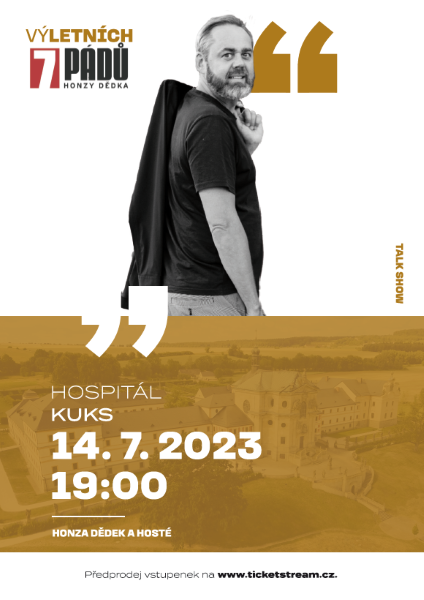 VÝLETNÍCH
7 PÁDŮ
HONZY DĚDKA
TALK SHOW
HOSPITÁL
KUKS
14. 7. 2023
19:00
HONZA DĚDEK A HOSTÉ
Předprodej vstupenek na www.ticketstream.cz.